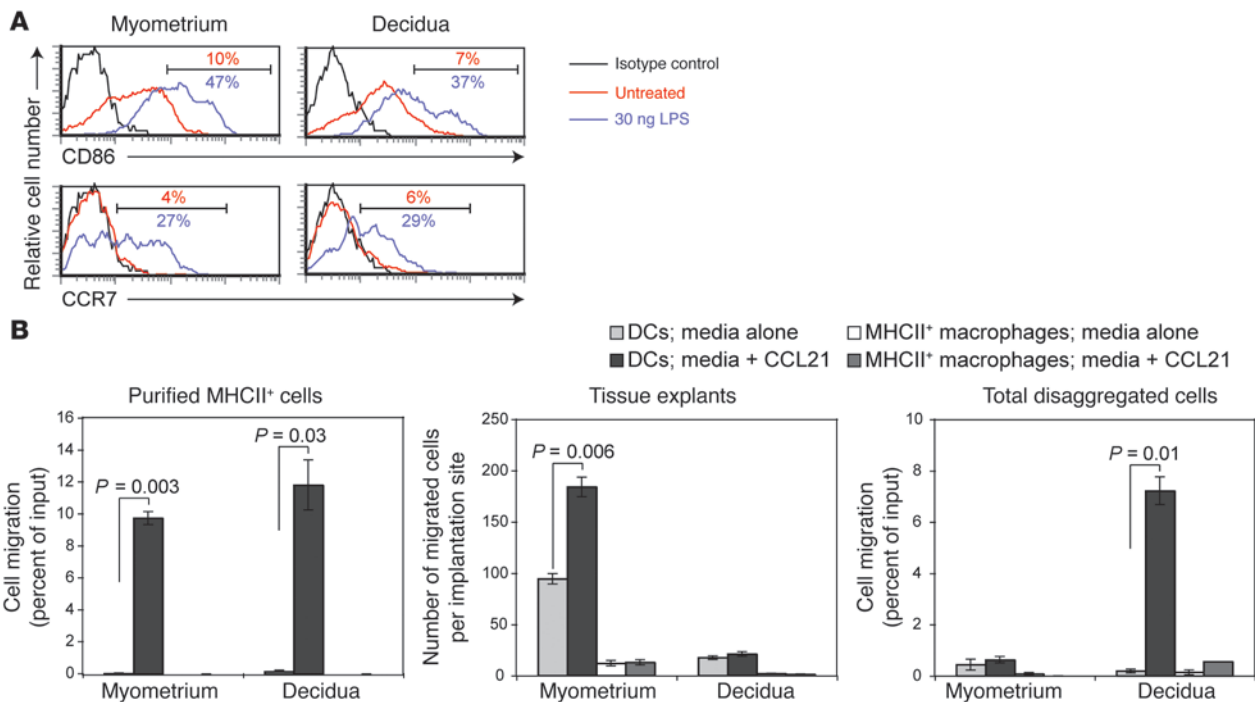 A
Myometrium
Decidua
Relative cell number
10%
47%
7%
37%
CD86
4%
27%
6%
29%
CCR7
Isotype control
Untreated
30 ng LPS
B
DCs; media alone
MHCII⁺ macrophages; media alone
DCs; media + CCL21
MHCII⁺ macrophages; media + CCL21
Purified MHCII⁺ cells
Cell migration
(percent of input)
16
14
12
10
8
6
4
2
0
P = 0.003
P = 0.03
Myometrium
Decidua
Tissue explants
Number of migrated cells
per implantation site
250
200
150
100
50
0
P = 0.006
Myometrium
Decidua
Total disaggregated cells
Cell migration
(percent of input)
10
8
6
4
2
0
P = 0.01
Myometrium
Decidua